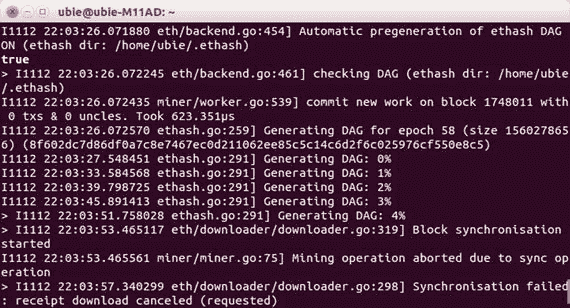 ubie@ubie-M11AD: ~
I1112 22:03:26.071880 eth/backend.go:454] Automatic pregeneration of ethash DAG
ON (ethash dir: /home/ubie/.ethash)
true
> I1112 22:03:26.072245 eth/backend.go:461] checking DAG (ethash dir: /home/ubie
/.ethash)
I1112 22:03:26.072435 miner/worker.go:539] commit new work on block 1748011 with
 0 txs & 0 uncles. Took 623.351µs
I1112 22:03:26.072570 ethash.go:259] Generating DAG for epoch 58 (size 156027865
6) (8f602dc7d86df0a7c8e7467ec0d211062ee85c5c14c6d2f6c025976cf550e8c5)
I1112 22:03:27.548451 ethash.go:291] Generating DAG: 0%
I1112 22:03:33.584568 ethash.go:291] Generating DAG: 1%
I1112 22:03:39.798725 ethash.go:291] Generating DAG: 2%
I1112 22:03:45.891413 ethash.go:291] Generating DAG: 3%
> I1112 22:03:51.758028 ethash.go:291] Generating DAG: 4%
> I1112 22:03:53.465117 eth/downloader/downloader.go:319] Block synchronisation
started
I1112 22:03:53.465561 miner/miner.go:75] Mining operation aborted due to sync op
eration
> I1112 22:03:57.340299 eth/downloader/downloader.go:298] Synchronisation failed
: receipt download canceled (requested)